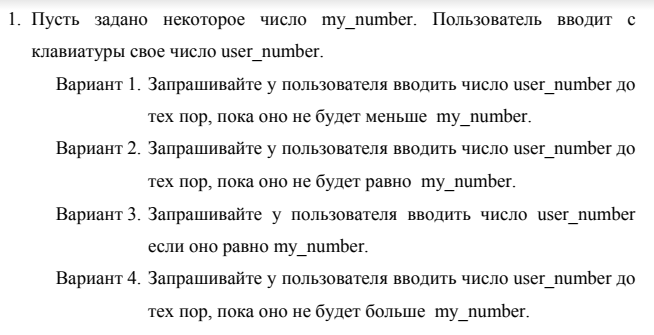 1. Пусть задано некоторое число my_number. Пользователь вводит с
клавиатуры свое число user_number.
Вариант 1. Запрашивайте у пользователя вводить число user_number до
тех пор, пока оно не будет меньше my_number.
Вариант 2. Запрашивайте у пользователя вводить число user_number до
тех пор, пока оно не будет равно my_number.
Вариант 3. Запрашивайте у пользователя вводить число user_number
если оно равно my_number.
Вариант 4. Запрашивайте у пользователя вводить число user_number до
тех пор, пока оно не будет больше my_number.